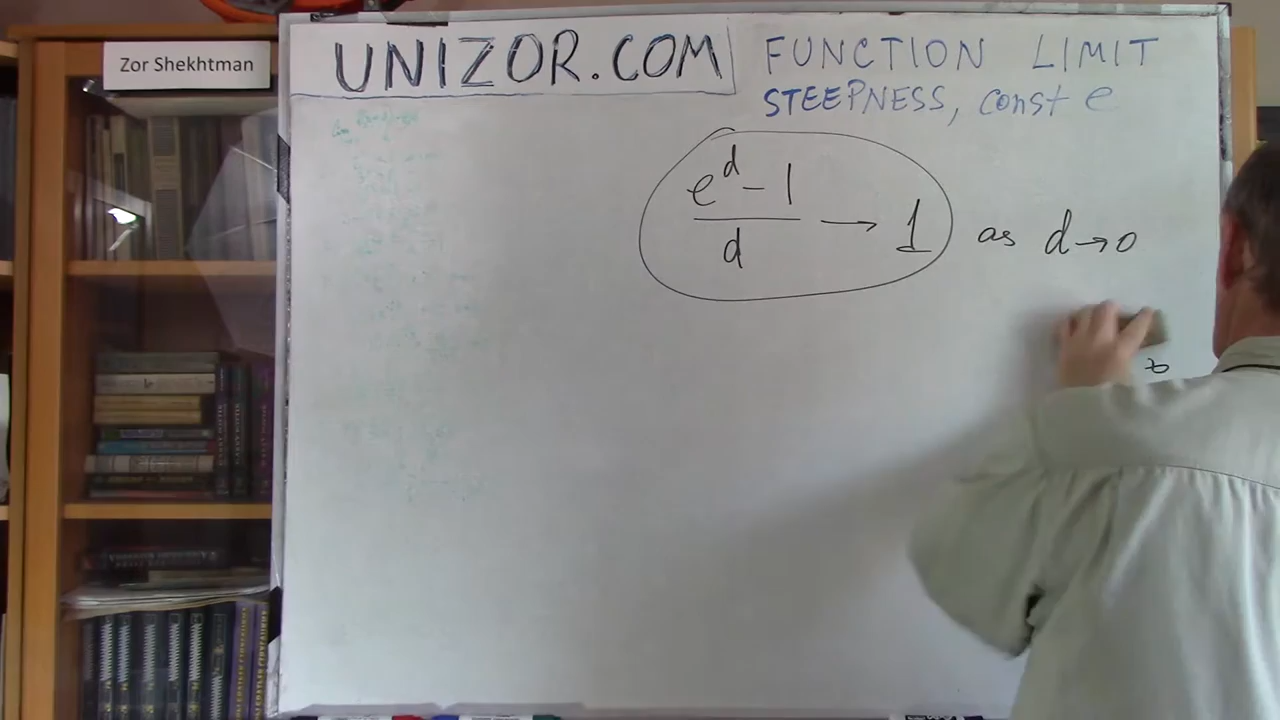 Zor Shekhtman
UNIZOR.COM
FUNCTION LIMIT
STEEPNESS, const e
e^d - 1
d
→ 1 as d→0